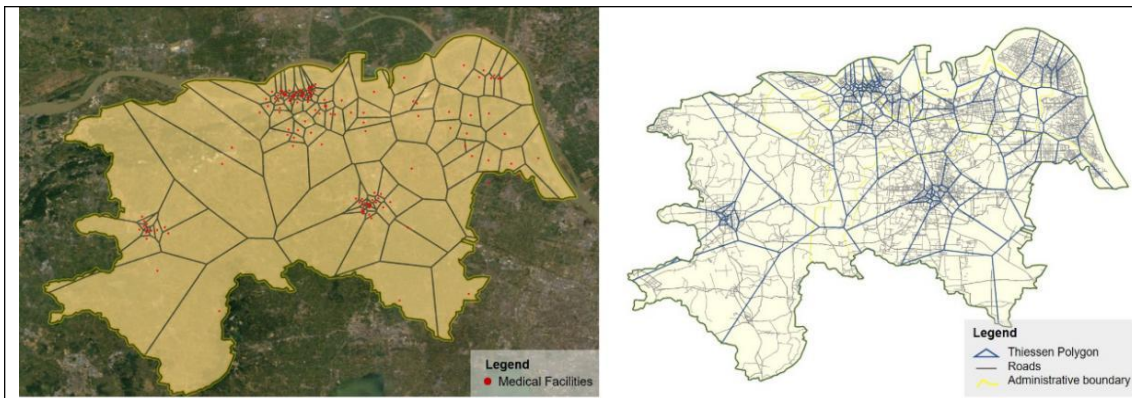 Legend
Medical Facilities
Legend
Thiessen Polygon
Roads
Administrative boundary